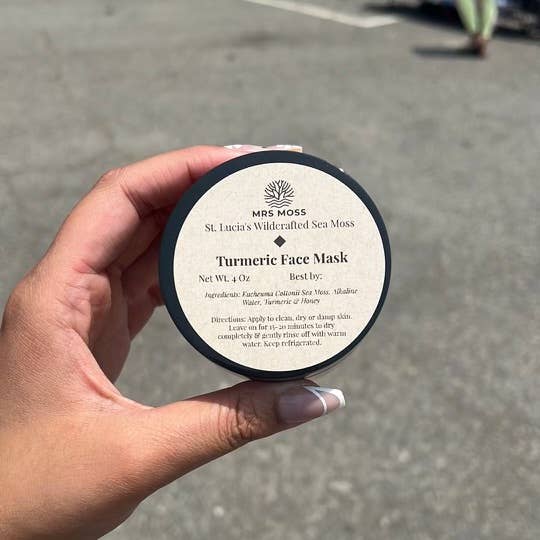 MRS MOSS
St. Lucia's Wildcrafted Sea Moss
Turmeric Face Mask
Net Wt. 4 Oz Best by:
Ingredients: Eucheuma Cottonii Sea Moss, Alkaline
Water, Turmeric & Honey
Directions: Apply to clean, dry or damp skin.
Leave on for 15-20 minutes to dry
completely & gently rinse off with warm
water. Keep refrigerated.